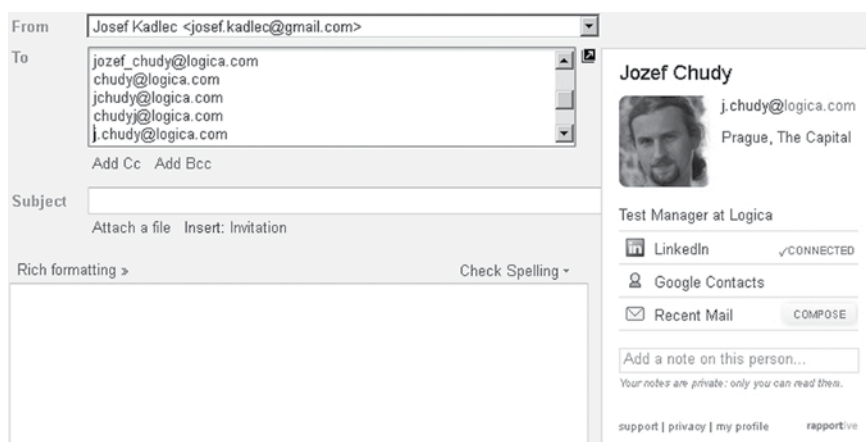 From Josef Kadlec <josef.kadlec@gmail.com>
To
jozef_chudy@logica.com
chudy@logica.com
jchudy@logica.com
chudyj@logica.com
j.chudy@logica.com
Add Cc Add Bcc
Subject
Attach a file Insert: Invitation
Rich formatting » Check Spelling
Jozef Chudy
j.chudy@logica.com
Prague, The Capital
Test Manager at Logica
in LinkedIn ✓CONNECTED
Google Contacts
Recent Mail COMPOSE
Add a note on this person...
Your notes are private: only you can read them.
support | privacy | my profile rapportive